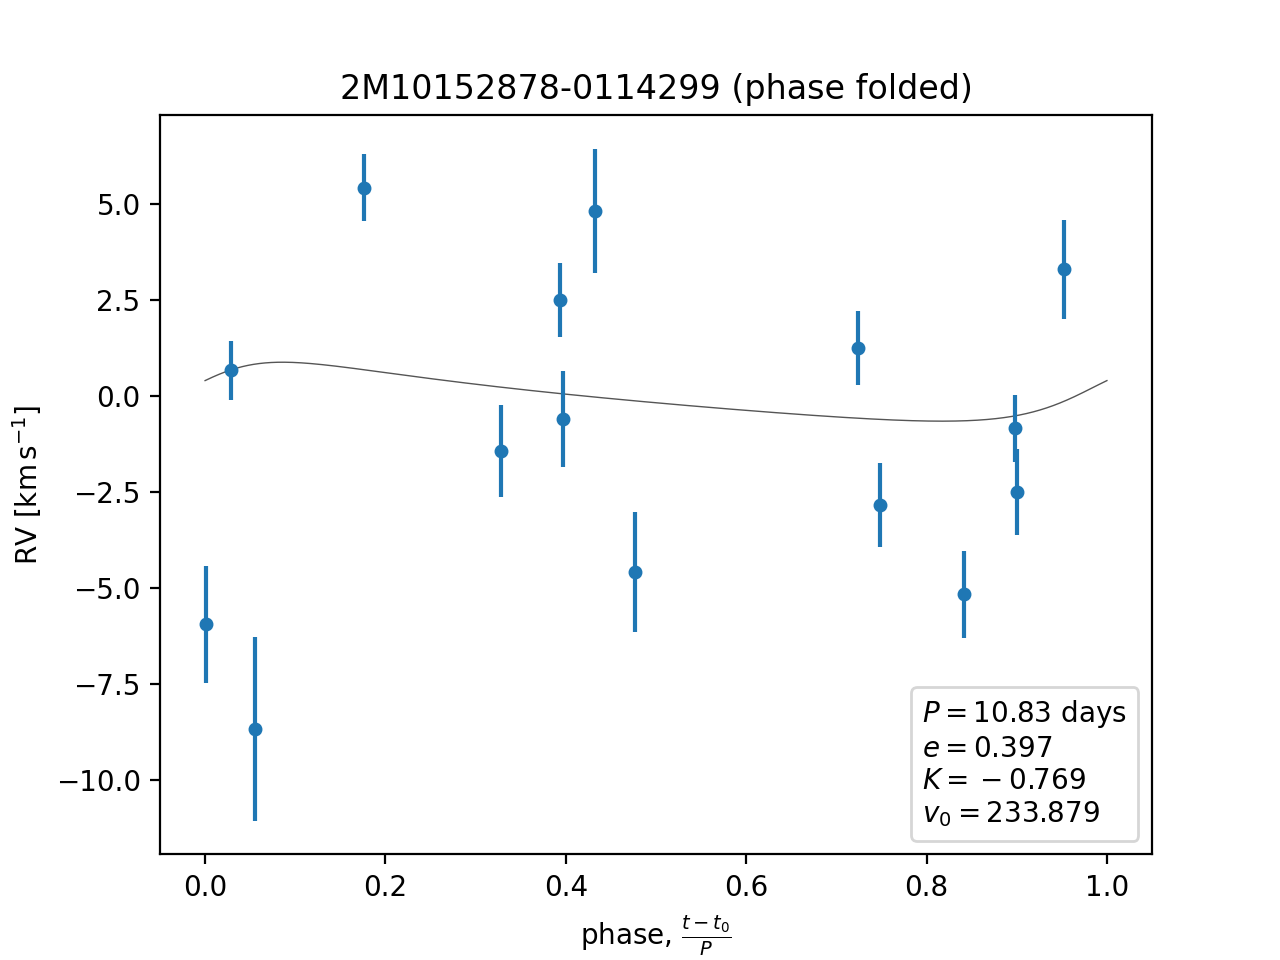 2M10152878-0114299 (phase folded)
RV [km s⁻¹]
5.0
2.5
0.0
−2.5
−5.0
−7.5
−10.0
P = 10.83 days
e = 0.397
K = − 0.769
v₀ = 233.879
0.0 0.2 0.4 0.6 0.8 1.0
phase, (t − t₀)/P